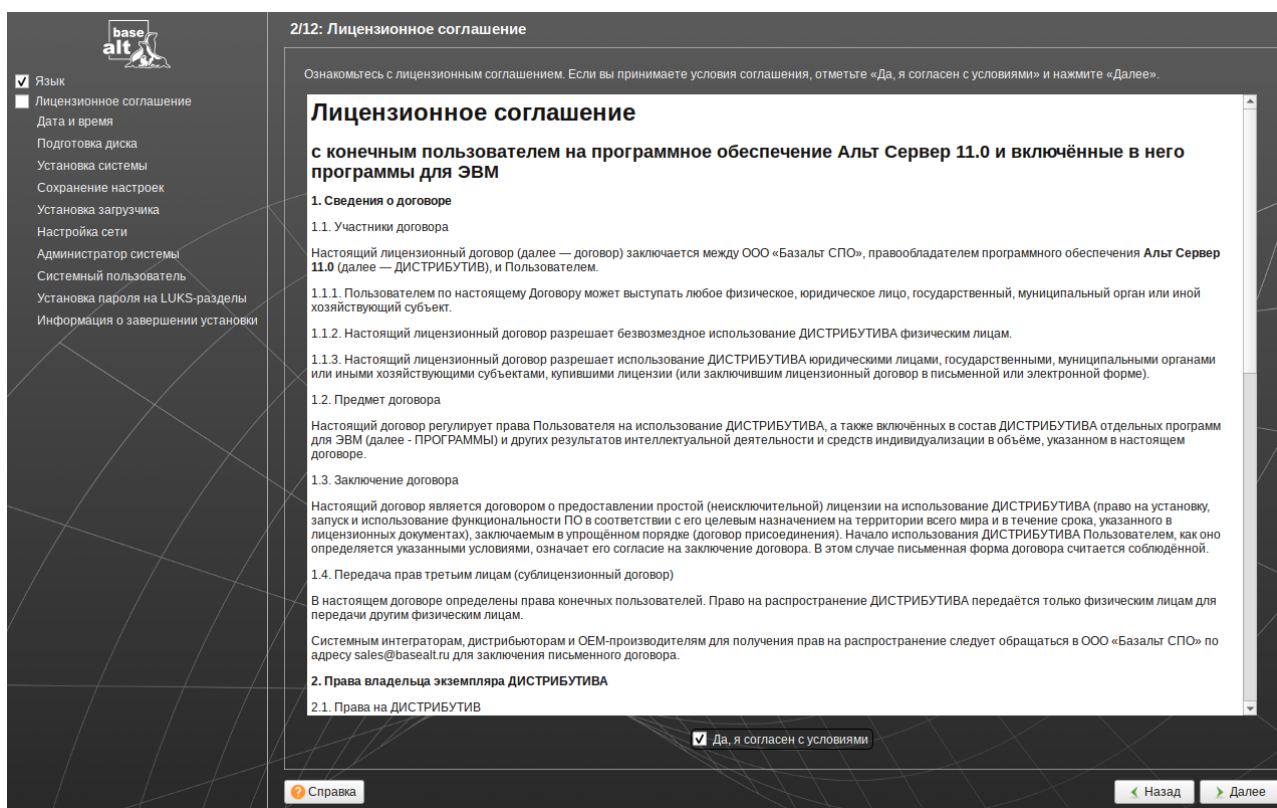 base
alt
Язык
Лицензионное соглашение
Дата и время
Подготовка диска
Установка системы
Сохранение настроек
Установка загрузчика
Настройка сети
Администратор системы
Системный пользователь
Установка пароля на LUKS-разделы
Информация о завершении установки
2/12: Лицензионное соглашение
Ознакомьтесь с лицензионным соглашением. Если вы принимаете условия соглашения, отметьте «Да, я согласен с условиями» и нажмите «Далее».
Лицензионное соглашение
с конечным пользователем на программное обеспечение Альт Сервер 11.0 и включённые в него
программы для ЭВМ
1. Сведения о договоре
1.1. Участники договора
Настоящий лицензионный договор (далее — договор) заключается между ООО «Базальт СПО», правообладателем программного обеспечения Альт Сервер
11.0 (далее — ДИСТРИБУТИВ), и Пользователем.
1.1.1. Пользователем по настоящему Договору может выступать любое физическое, юридическое лицо, государственный, муниципальный орган или иной
хозяйствующий субъект.
1.1.2. Настоящий лицензионный договор разрешает безвозмездное использование ДИСТРИБУТИВА физическим лицам.
1.1.3. Настоящий лицензионный договор разрешает использование ДИСТРИБУТИВА юридическими лицами, государственными, муниципальными органами
или иными хозяйствующими субъектами, купившими лицензии (или заключившим лицензионный договор в письменной или электронной форме).
1.2. Предмет договора
Настоящий договор регулирует права Пользователя на использование ДИСТРИБУТИВА, а также включённых в состав ДИСТРИБУТИВА отдельных программ
для ЭВМ (далее - ПРОГРАММЫ) и других результатов интеллектуальной деятельности и средств индивидуализации в объёме, указанном в настоящем
договоре.
1.3. Заключение договора
Настоящий договор является договором о предоставлении простой (неисключительной) лицензии на использование ДИСТРИБУТИВА (право на установку,
запуск и использование функциональности ПО в соответствии с его целевым назначением на территории всего мира и в течение срока, указанного в
лицензионных документах), заключаемым в упрощённом порядке (договор присоединения). Начало использования ДИСТРИБУТИВА Пользователем, как оно
определяется указанными условиями, означает его согласие на заключение договора. В этом случае письменная форма договора считается соблюдённой.
1.4. Передача прав третьим лицам (сублицензионный договор)
В настоящем договоре определены права конечных пользователей. Право на распространение ДИСТРИБУТИВА передаётся только физическим лицам для
передачи другим физическим лицам.
Системным интеграторам, дистрибьюторам и OEM-производителям для получения прав на распространение следует обращаться в ООО «Базальт СПО» по
адресу sales@basealt.ru для заключения письменного договора.
2. Права владельца экземпляра ДИСТРИБУТИВА
2.1. Права на ДИСТРИБУТИВ
Да, я согласен с условиями
Справка
Назад
Далее